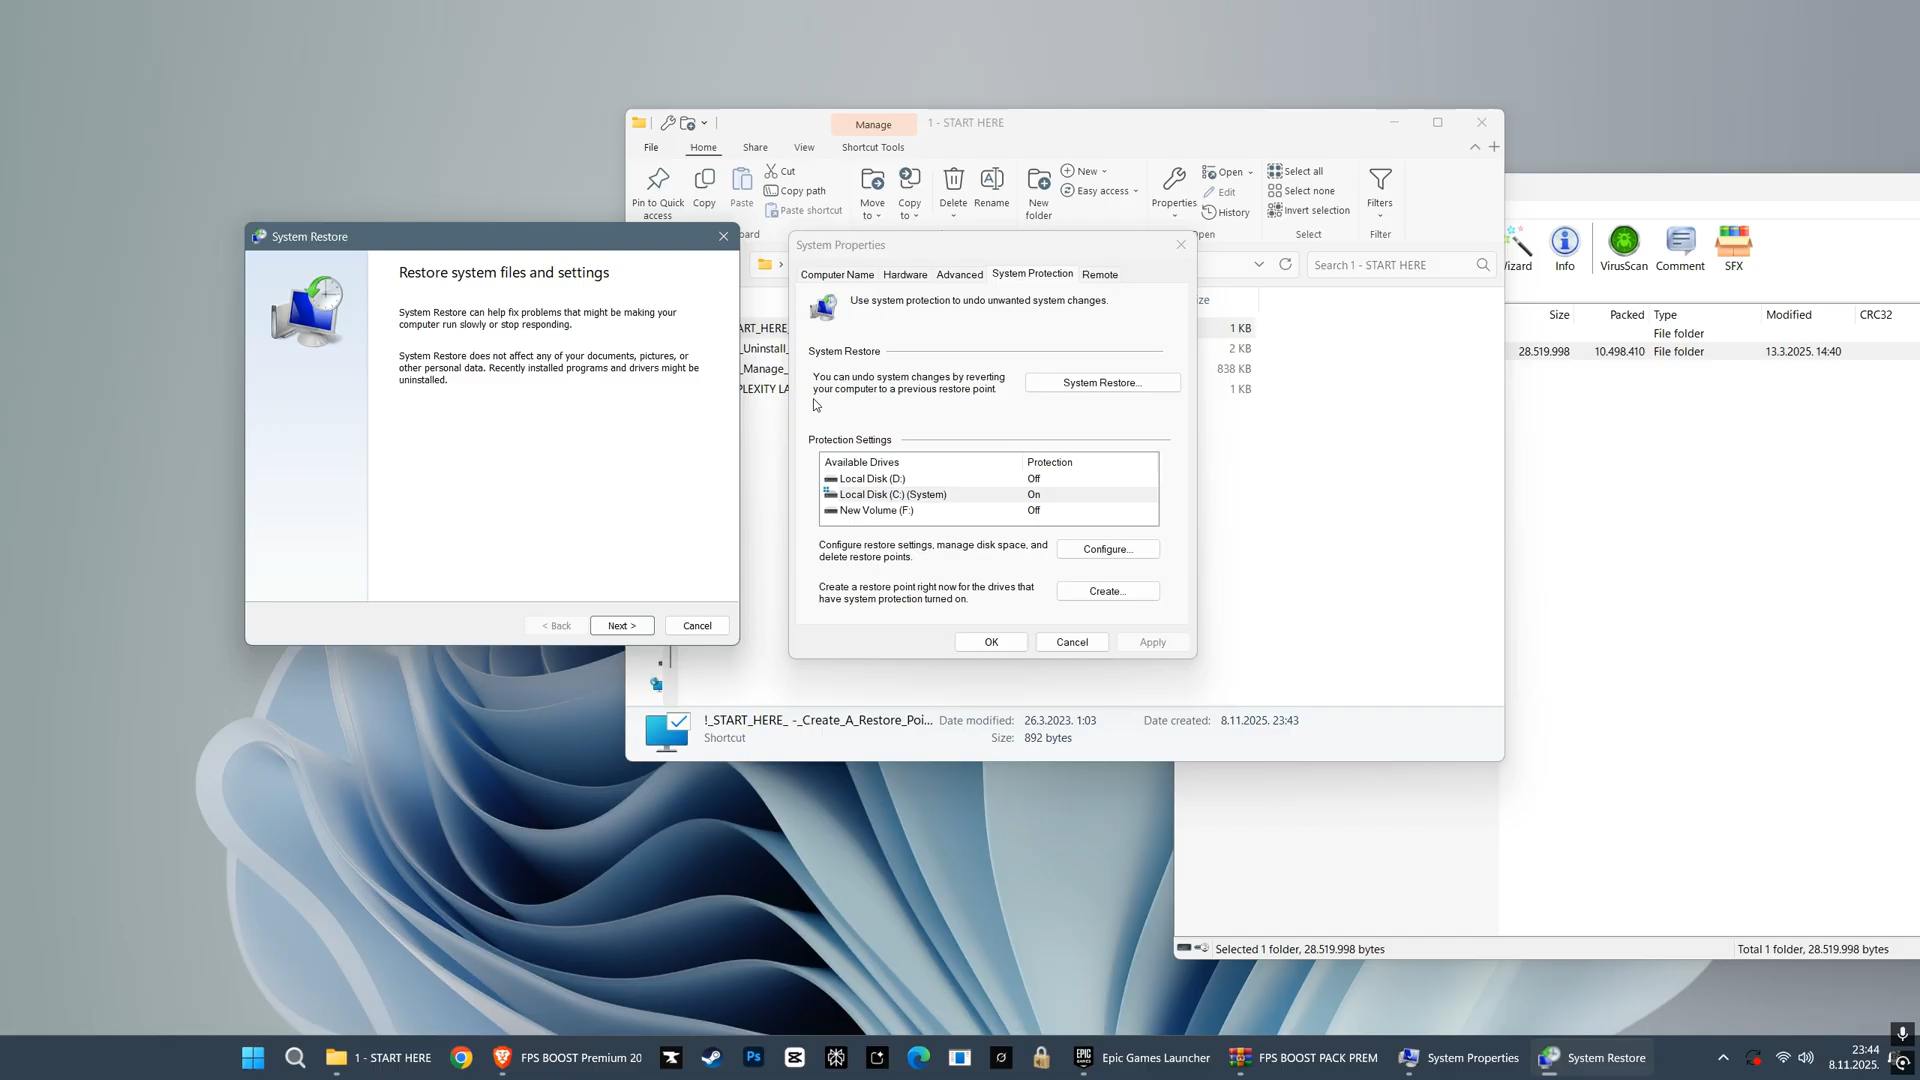 Manage
1 - START HERE
File
Home
Share
View
Shortcut Tools
Pin to Quick
access
Copy
Paste
Cut
Copy path
Paste shortcut
Move
to
Copy
to
Delete
Rename
New
folder
New
Easy access
Properties
Open
Edit
History
Select all
Select none
Invert selection
Filters
Select
Filter
Search 1 - START HERE
System Restore
Restore system files and settings
System Restore can help fix problems that might be making your
computer run slowly or stop responding.
System Restore does not affect any of your documents, pictures, or
other personal data. Recently installed programs and drivers might be
uninstalled.
< Back
Next >
Cancel
System Properties
Computer Name
Hardware
Advanced
System Protection
Remote
Use system protection to undo unwanted system changes.
System Restore
You can undo system changes by reverting
your computer to a previous restore point.
System Restore...
Protection Settings
Available Drives
Protection
Local Disk (D:)
Off
Local Disk (C:) (System)
On
New Volume (F:)
Off
Configure restore settings, manage disk space, and
delete restore points.
Configure...
Create a restore point right now for the drives that
have system protection turned on.
Create...
OK
Cancel
Apply
ART_HERE_
1 KB
_Uninstall_
2 KB
_Manage_
838 KB
PLEXITY LA
1 KB
!_START_HERE_ -_Create_A_Restore_Poi...
Date modified: 26.3.2023. 1:03
Date created: 8.11.2025. 23:43
Shortcut
Size: 892 bytes
Wizard
Info
VirusScan
Comment
SFX
Size
Packed
Type
Modified
CRC32
File folder
28.519.998
10.498.410
File folder
13.3.2025. 14:40
Selected 1 folder, 28.519.998 bytes
Total 1 folder, 28.519.998 bytes
1 - START HERE
FPS BOOST Premium 20
Ps
EPIC
GAMES
Epic Games Launcher
FPS BOOST PACK PREM
System Properties
System Restore
23:44
8.11.2025.